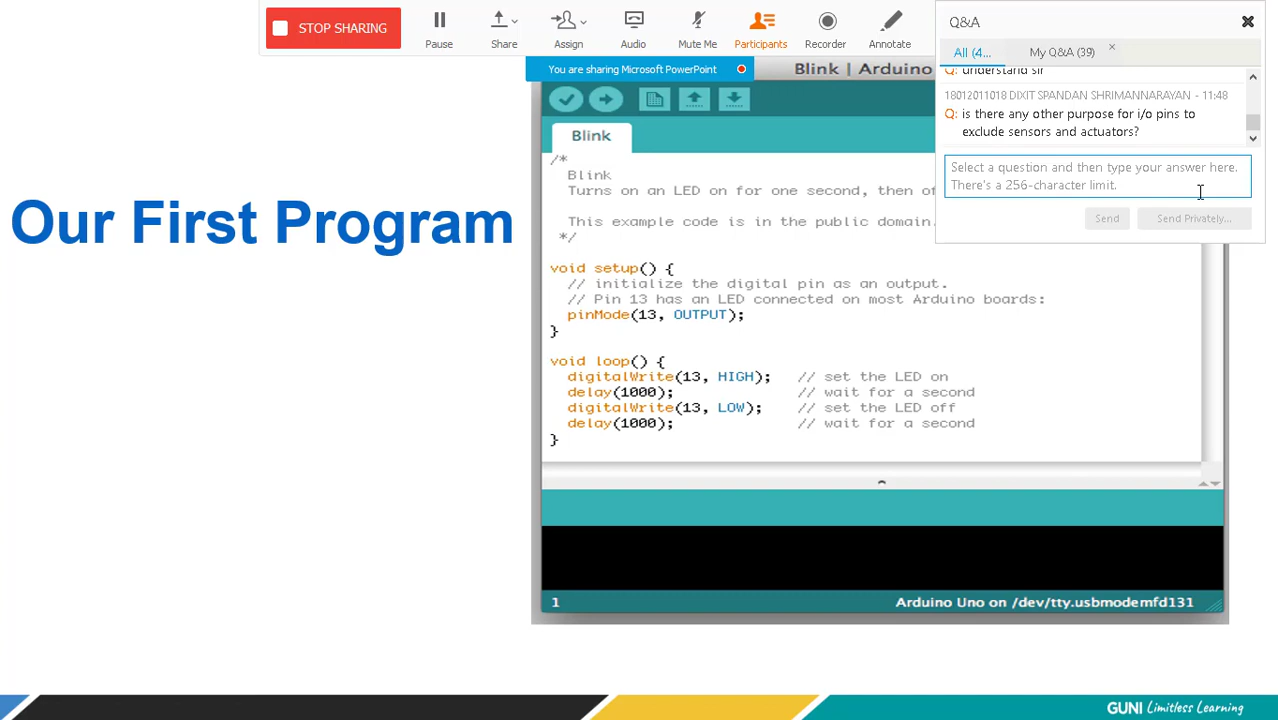 STOP SHARING
Pause
Share
Assign
Audio
Mute Me
Participants
Recorder
Annotate
You are sharing Microsoft PowerPoint
Blink | Arduino
Q&A
All (4...
My Q&A (39)
Q: understand sir
18012011018 DIXIT SPANDAN SHRIMANNARAYAN - 11:48
Q: is there any other purpose for i/o pins to
exclude sensors and actuators?
Select a question and then type your answer here.
There's a 256-character limit.
Send
Send Privately...
Our First Program
Blink
/*
Blink
Turns on an LED on for one second, then of
This example code is in the public domain.
*/
void setup() {
// initialize the digital pin as an output.
// Pin 13 has an LED connected on most Arduino boards:
pinMode(13, OUTPUT);
}
void loop() {
digitalWrite(13, HIGH); // set the LED on
delay(1000); // wait for a second
digitalWrite(13, LOW); // set the LED off
delay(1000); // wait for a second
}
1
Arduino Uno on /dev/tty.usbmodemfd131
GUNI Limitless Learning